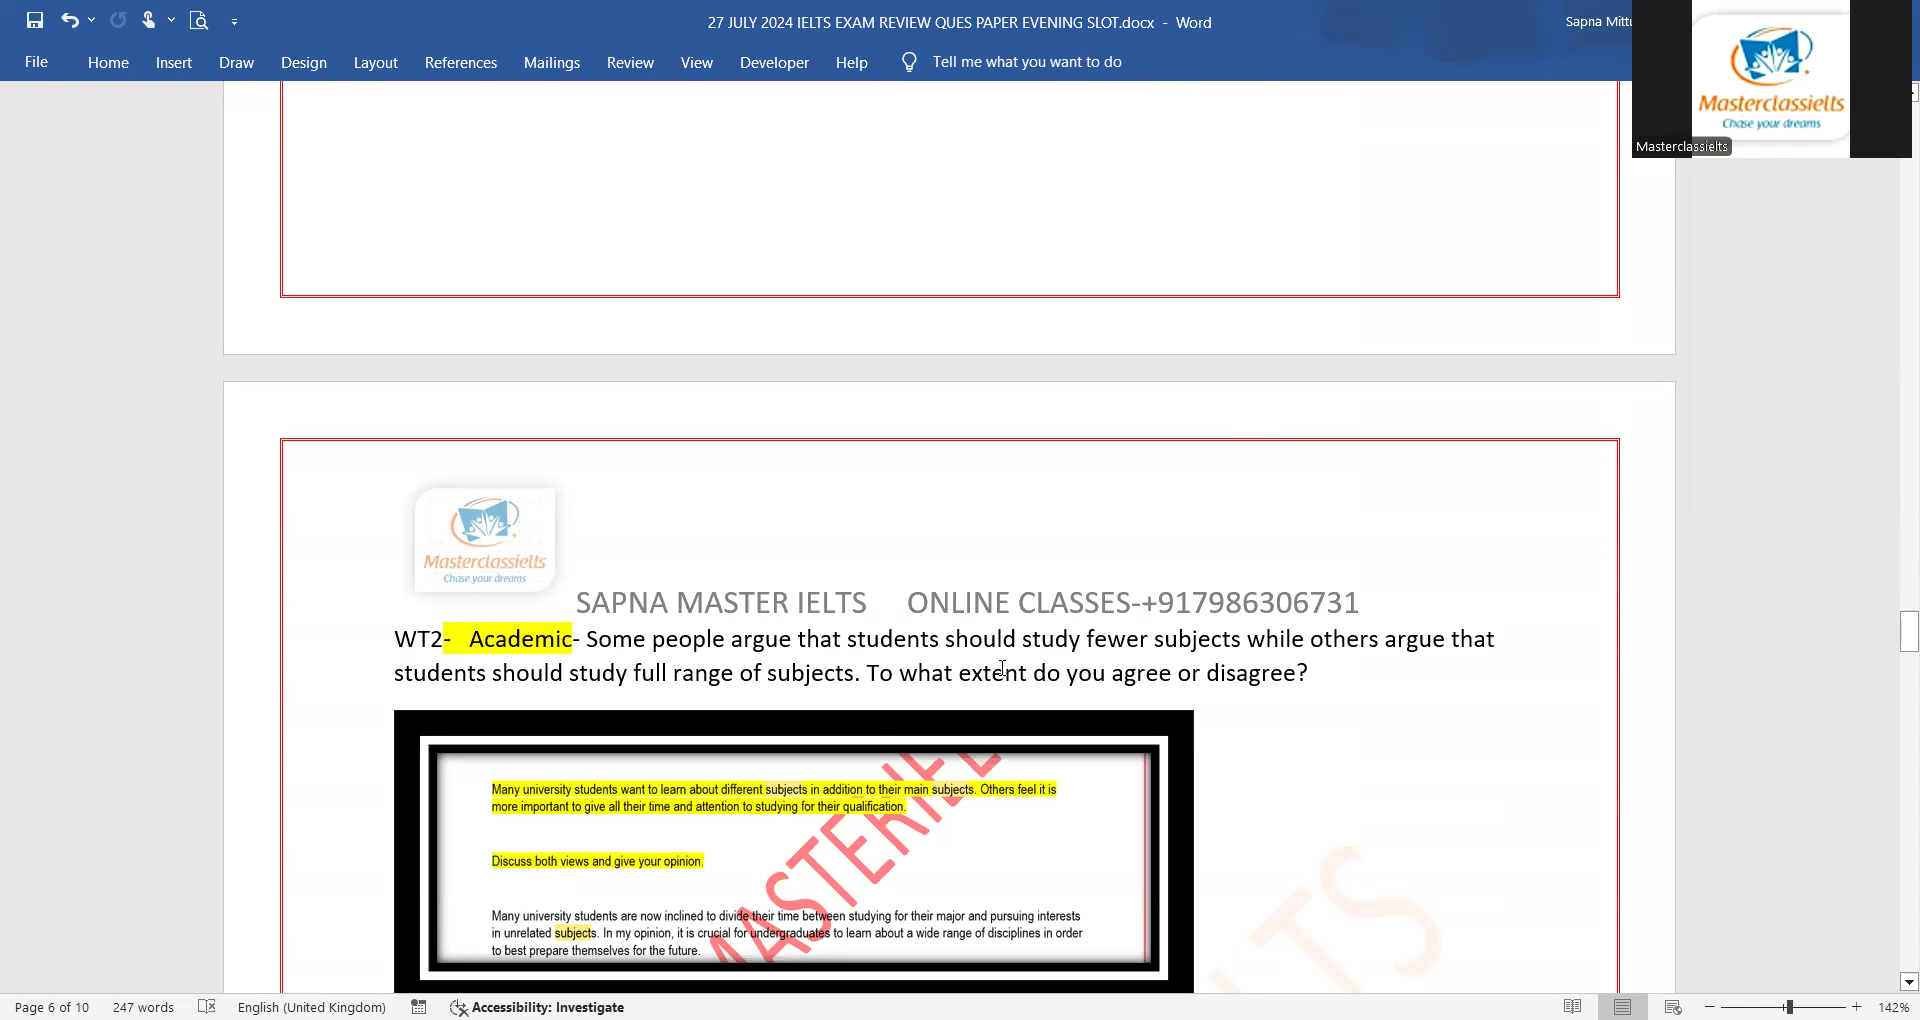 27 JULY 2024 IELTS EXAM REVIEW QUES PAPER EVENING SLOT.docx - Word
Sapna Mittu
File Home Insert Draw Design Layout References Mailings Review View Developer Help Tell me what you want to do
Masterclassielts
Chase your dreams
Masterclassielts
Masterclassielts
Chase your dreams
SAPNA MASTER IELTS ONLINE CLASSES-+917986306731
WT2- Academic- Some people argue that students should study fewer subjects while others argue that
students should study full range of subjects. To what extent do you agree or disagree?
Many university students want to learn about different subjects in addition to their main subjects. Others feel it is
more important to give all their time and attention to studying for their qualification.
Discuss both views and give your opinion.
Many university students are now inclined to divide their time between studying for their major and pursuing interests
in unrelated subjects. In my opinion, it is crucial for undergraduates to learn about a wide range of disciplines in order
to best prepare themselves for the future.
Page 6 of 10 247 words English (United Kingdom) Accessibility: Investigate 142%